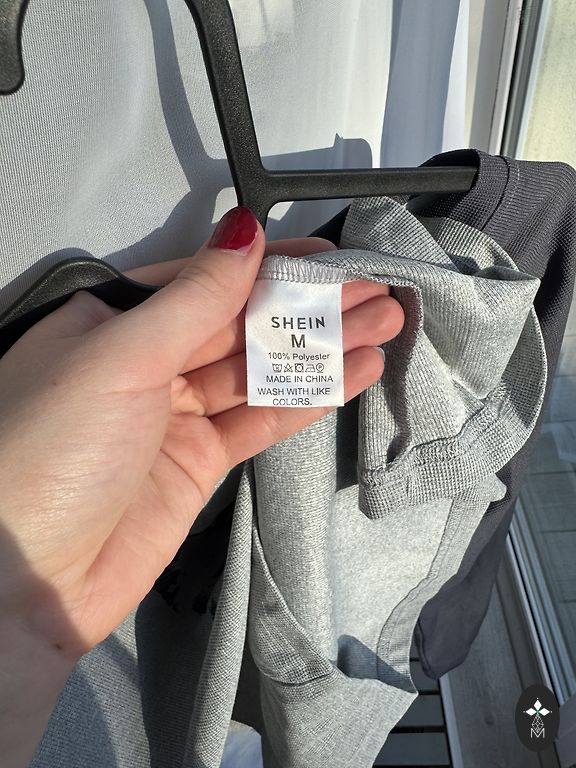 SHEIN
M
100% Polyester
MADE IN CHINA
WASH WITH LIKE
COLORS.
M